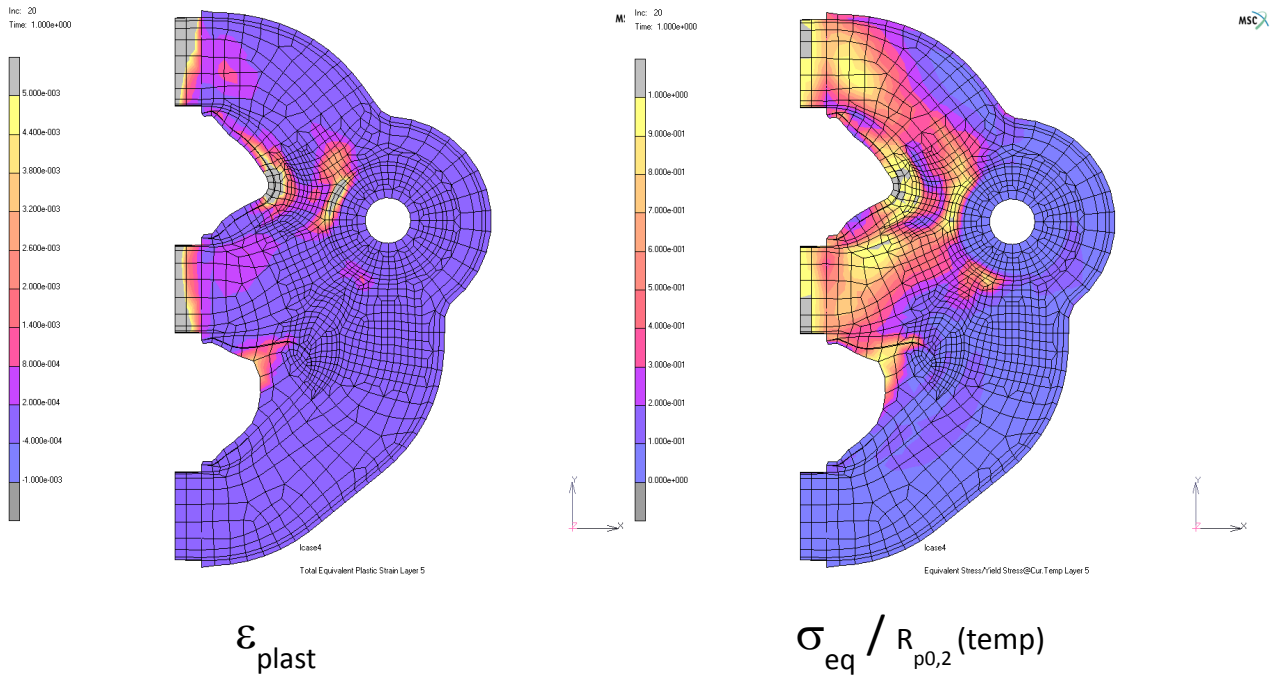 Inc: 20
Time: 1.000e+000
5.000e-003
4.400e-003
3.800e-003
3.200e-003
2.600e-003
2.000e-003
1.400e-003
8.000e-004
2.000e-004
-4.000e-004
-1.000e-003
Y
Z
X
lcase4
Total Equivalent Plastic Strain Layer 5
εplast
M:
Inc: 20
Time: 1.000e+000
MSC
1.000e+000
9.000e-001
8.000e-001
7.000e-001
6.000e-001
5.000e-001
4.000e-001
3.000e-001
2.000e-001
1.000e-001
0.000e+000
Y
Z
X
lcase4
Equivalent Stress/Yield Stress@Cur.Temp Layer 5
σeq / Rp0,2 (temp)